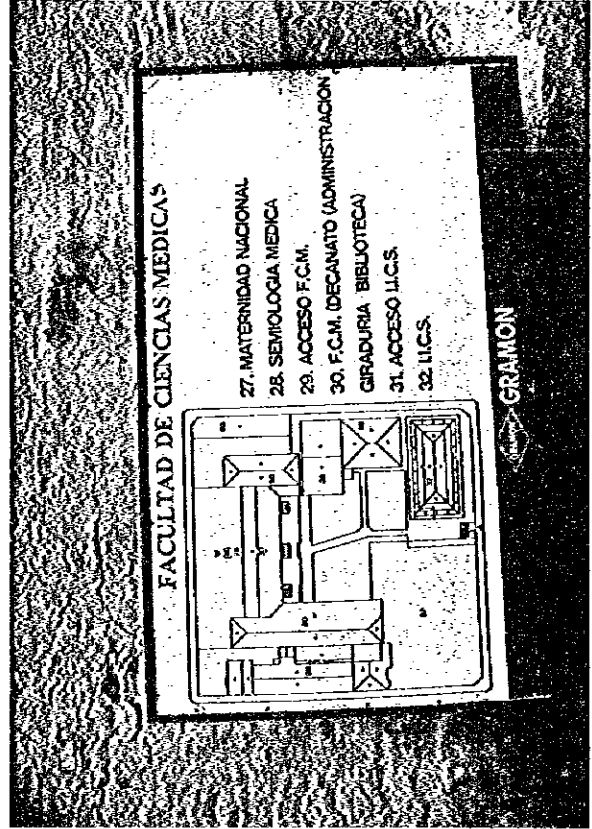 FACULTAD DE CIENCIAS MEDICAS
27. MATERNIDAD NACIONAL
28. SEMIOLOGIA MEDICA
29. ACCESO F.C.M.
30. F.C.M. (DECANATO (ADMINISTRACION
GIRADURIA BIBLIOTECA)
31. ACCESO I.I.C.S.
32. I.I.C.S.
GRAMON